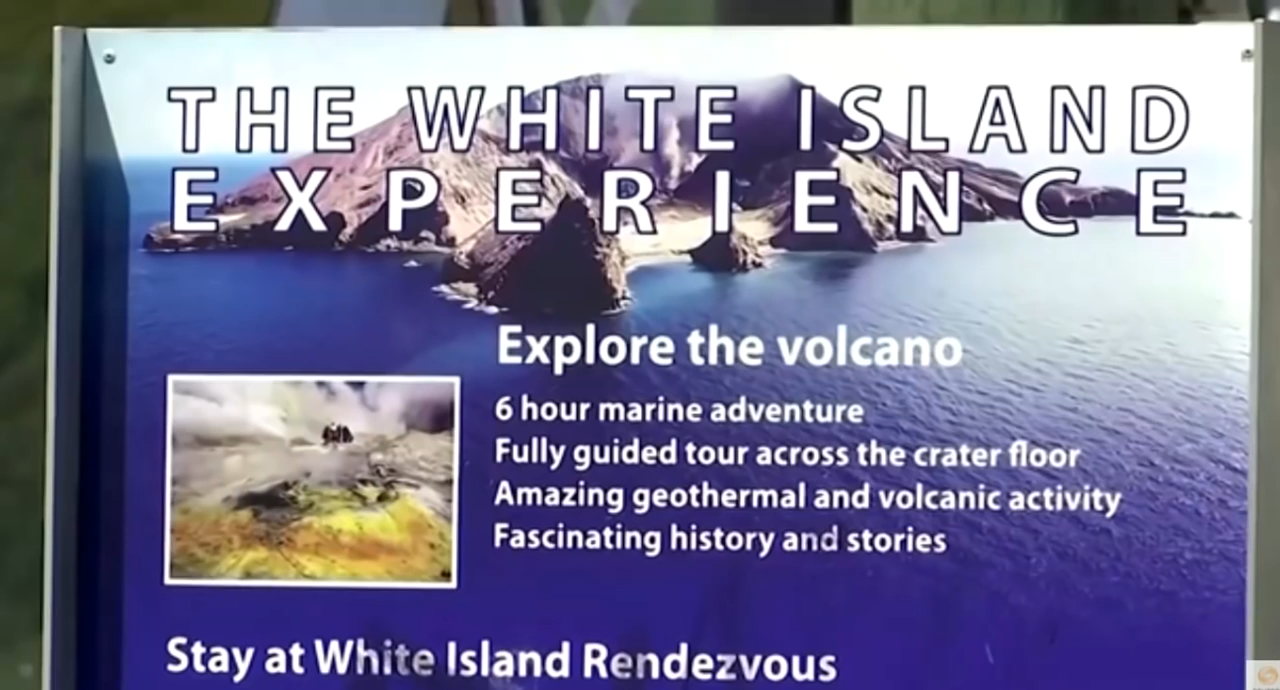 THE WHITE ISLAND
EXPERIENCE
Explore the volcano
6 hour marine adventure
Fully guided tour across the crater floor
Amazing geothermal and volcanic activity
Fascinating history and stories
Stay at White Island Rendezvous